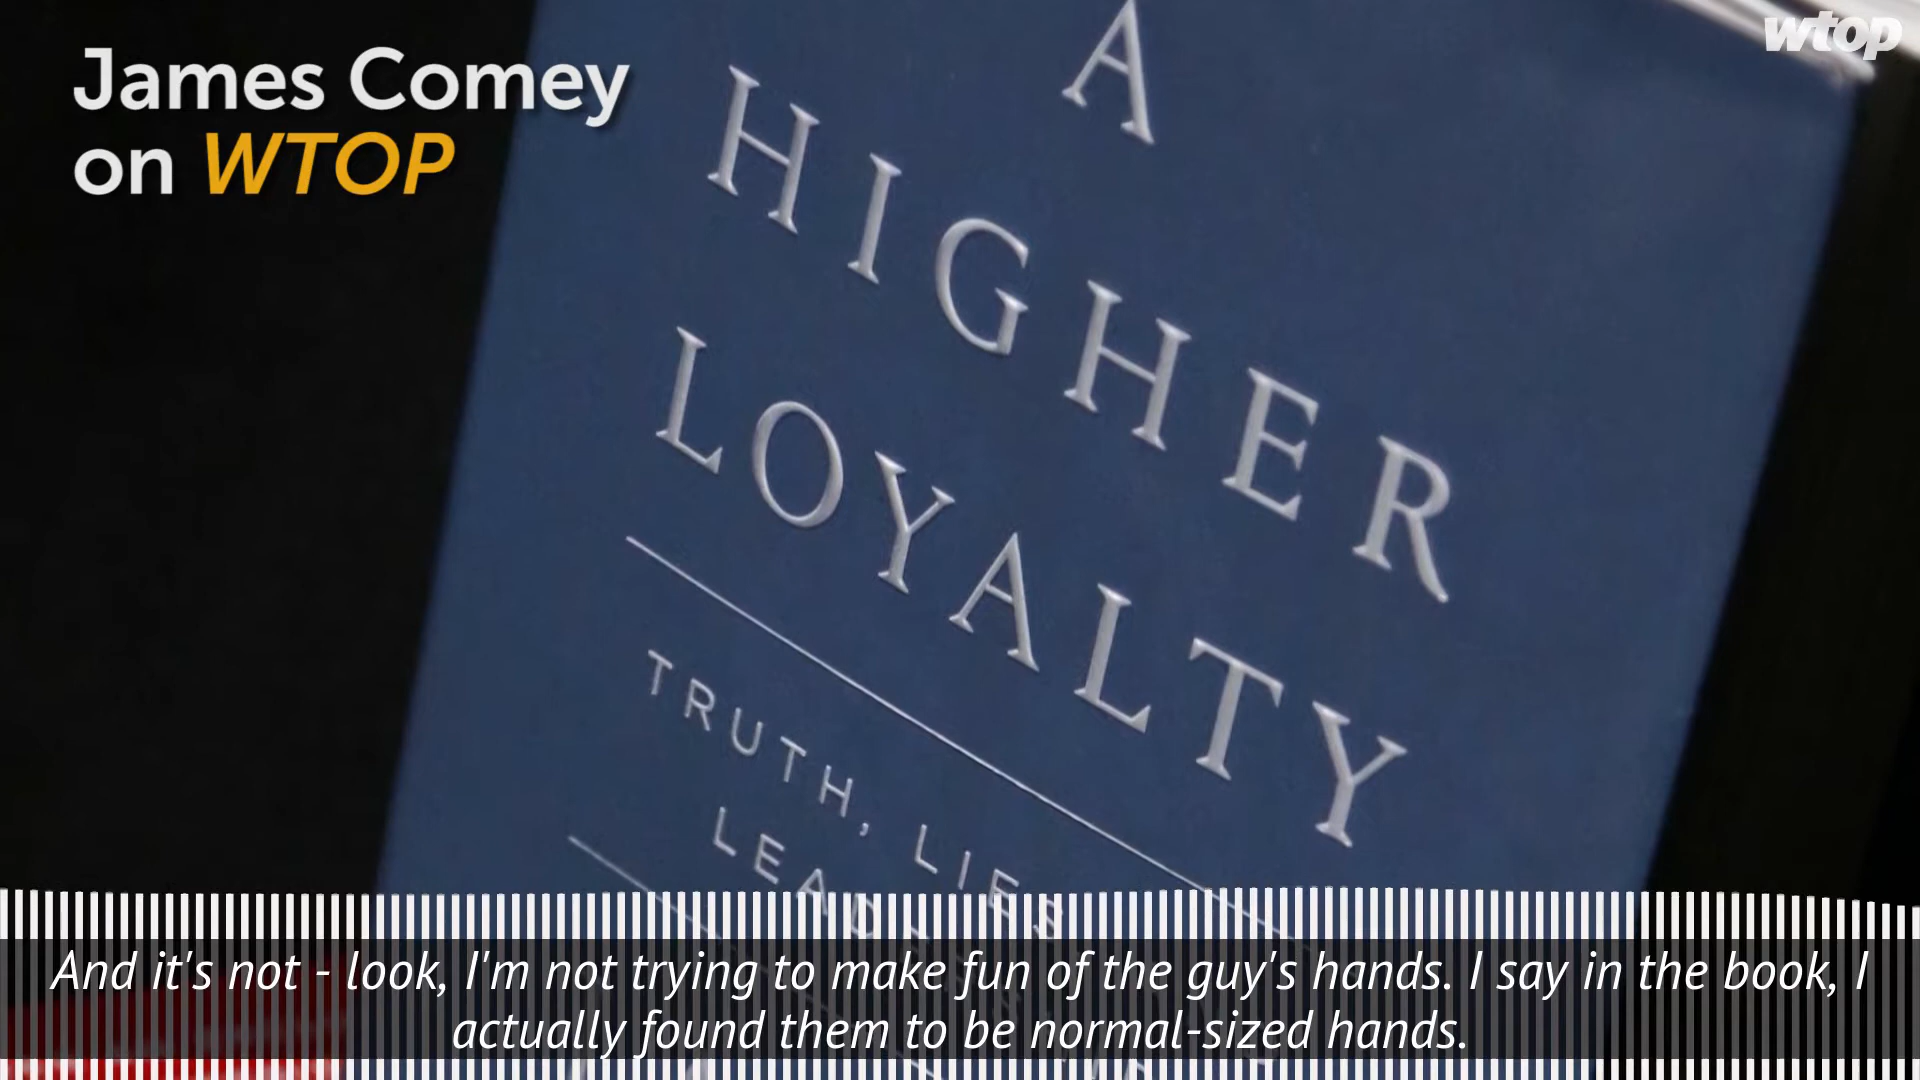 James Comey
on WTOP
wtop
A
HIGHER
LOYALTY
TRUTH, LIES
And it's not - look, I'm not trying to make fun of the guy's hands. I say in the book, I
actually found them to be normal-sized hands.